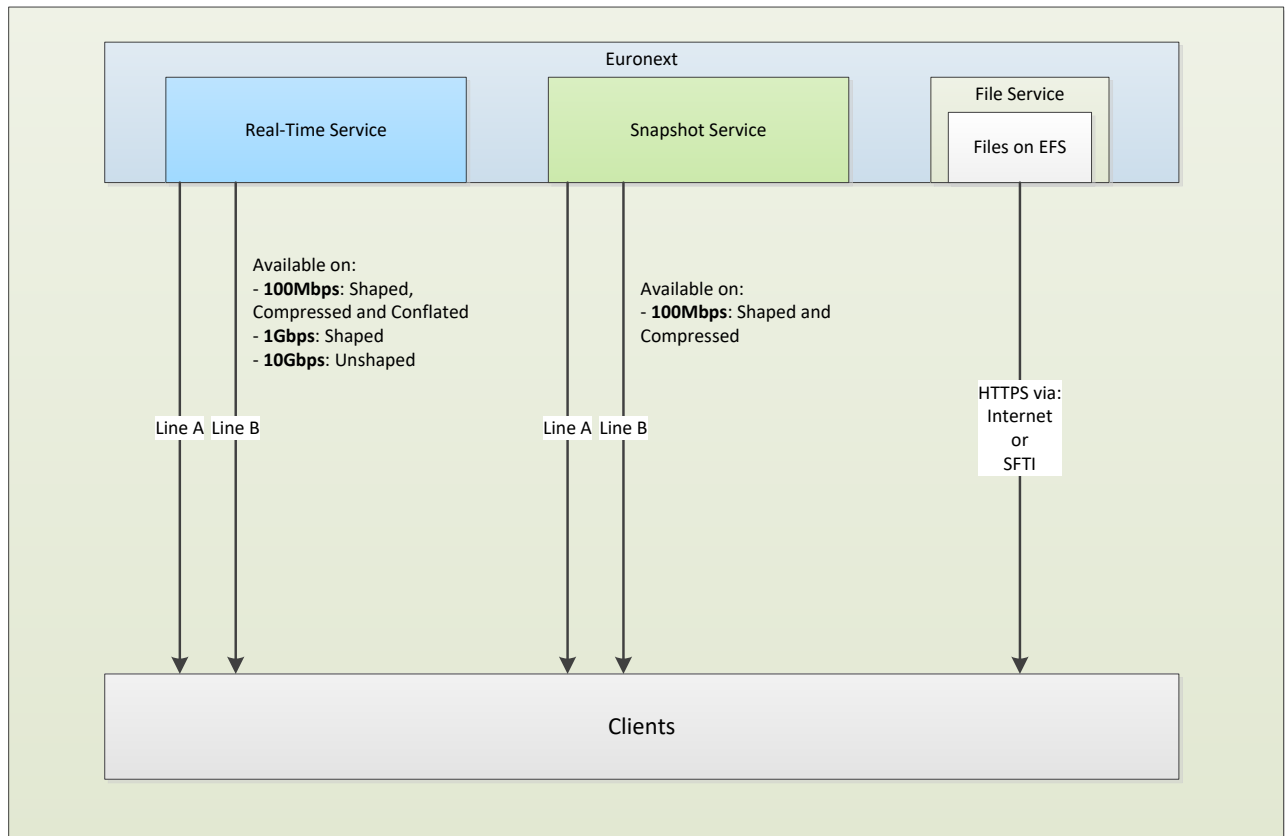 Euronext
Real-Time Service
Snapshot Service
File Service
Files on EFS
Available on:
- 100Mbps: Shaped,
Compressed and Conflated
- 1Gbps: Shaped
- 10Gbps: Unshaped
Available on:
- 100Mbps: Shaped and
Compressed
Line A
Line B
Line A
Line B
HTTPS via:
Internet
or
SFTI
Clients